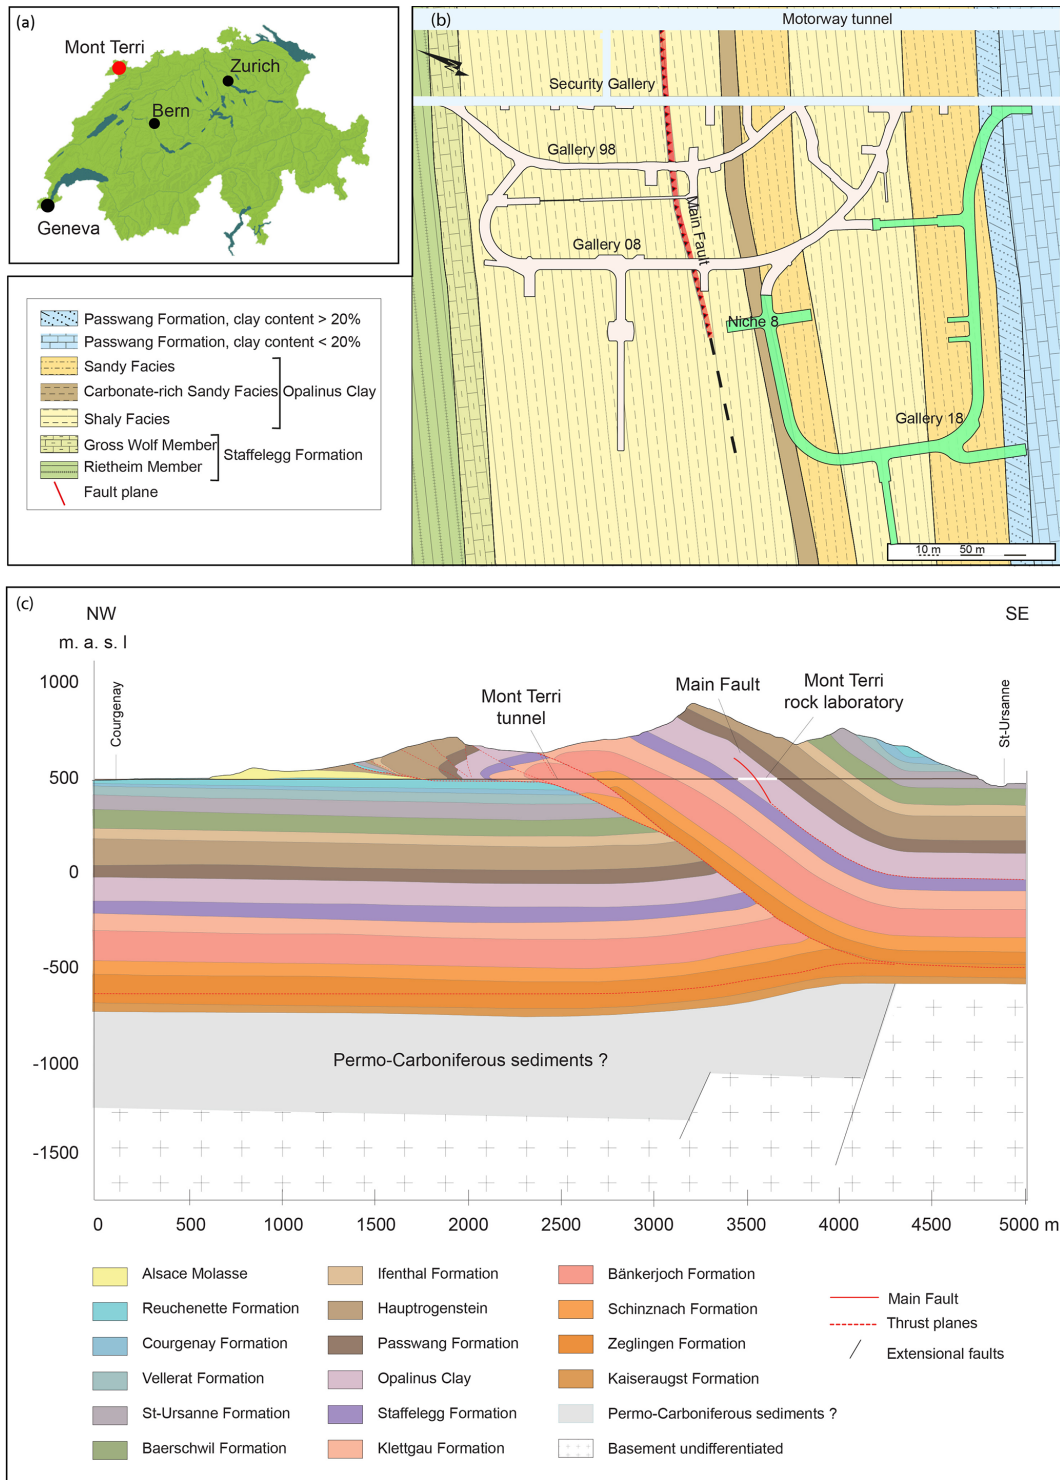 (a)
Mont Terri
Zurich
Bern
Geneva
(b)
Motorway tunnel
Security Gallery
Gallery 98
Main Fault
Gallery 08
Niche 8
Gallery 18
10 m 50 m
Passwang Formation, clay content > 20%
Passwang Formation, clay content < 20%
Sandy Facies
Carbonate-rich Sandy Facies
Opalinus Clay
Shaly Facies
Gross Wolf Member
Staffelegg Formation
Rietheim Member
Fault plane
(c)
NW
SE
m. a. s. l
1000
500
0
-500
-1000
-1500
Courgenay
Mont Terri
tunnel
Main Fault
Mont Terri
rock laboratory
St-Ursanne
Permo-Carboniferous sediments ?
0 500 1000 1500 2000 2500 3000 3500 4000 4500 5000 m
Alsace Molasse
Reuchenette Formation
Courgenay Formation
Vellerat Formation
St-Ursanne Formation
Baerschwil Formation
Ifenthal Formation
Hauptrogenstein
Passwang Formation
Opalinus Clay
Staffelegg Formation
Klettgau Formation
Bänkerjoch Formation
Schinznach Formation
Zeglingen Formation
Kaiseraugst Formation
Permo-Carboniferous sediments ?
Basement undifferentiated
Main Fault
Thrust planes
Extensional faults